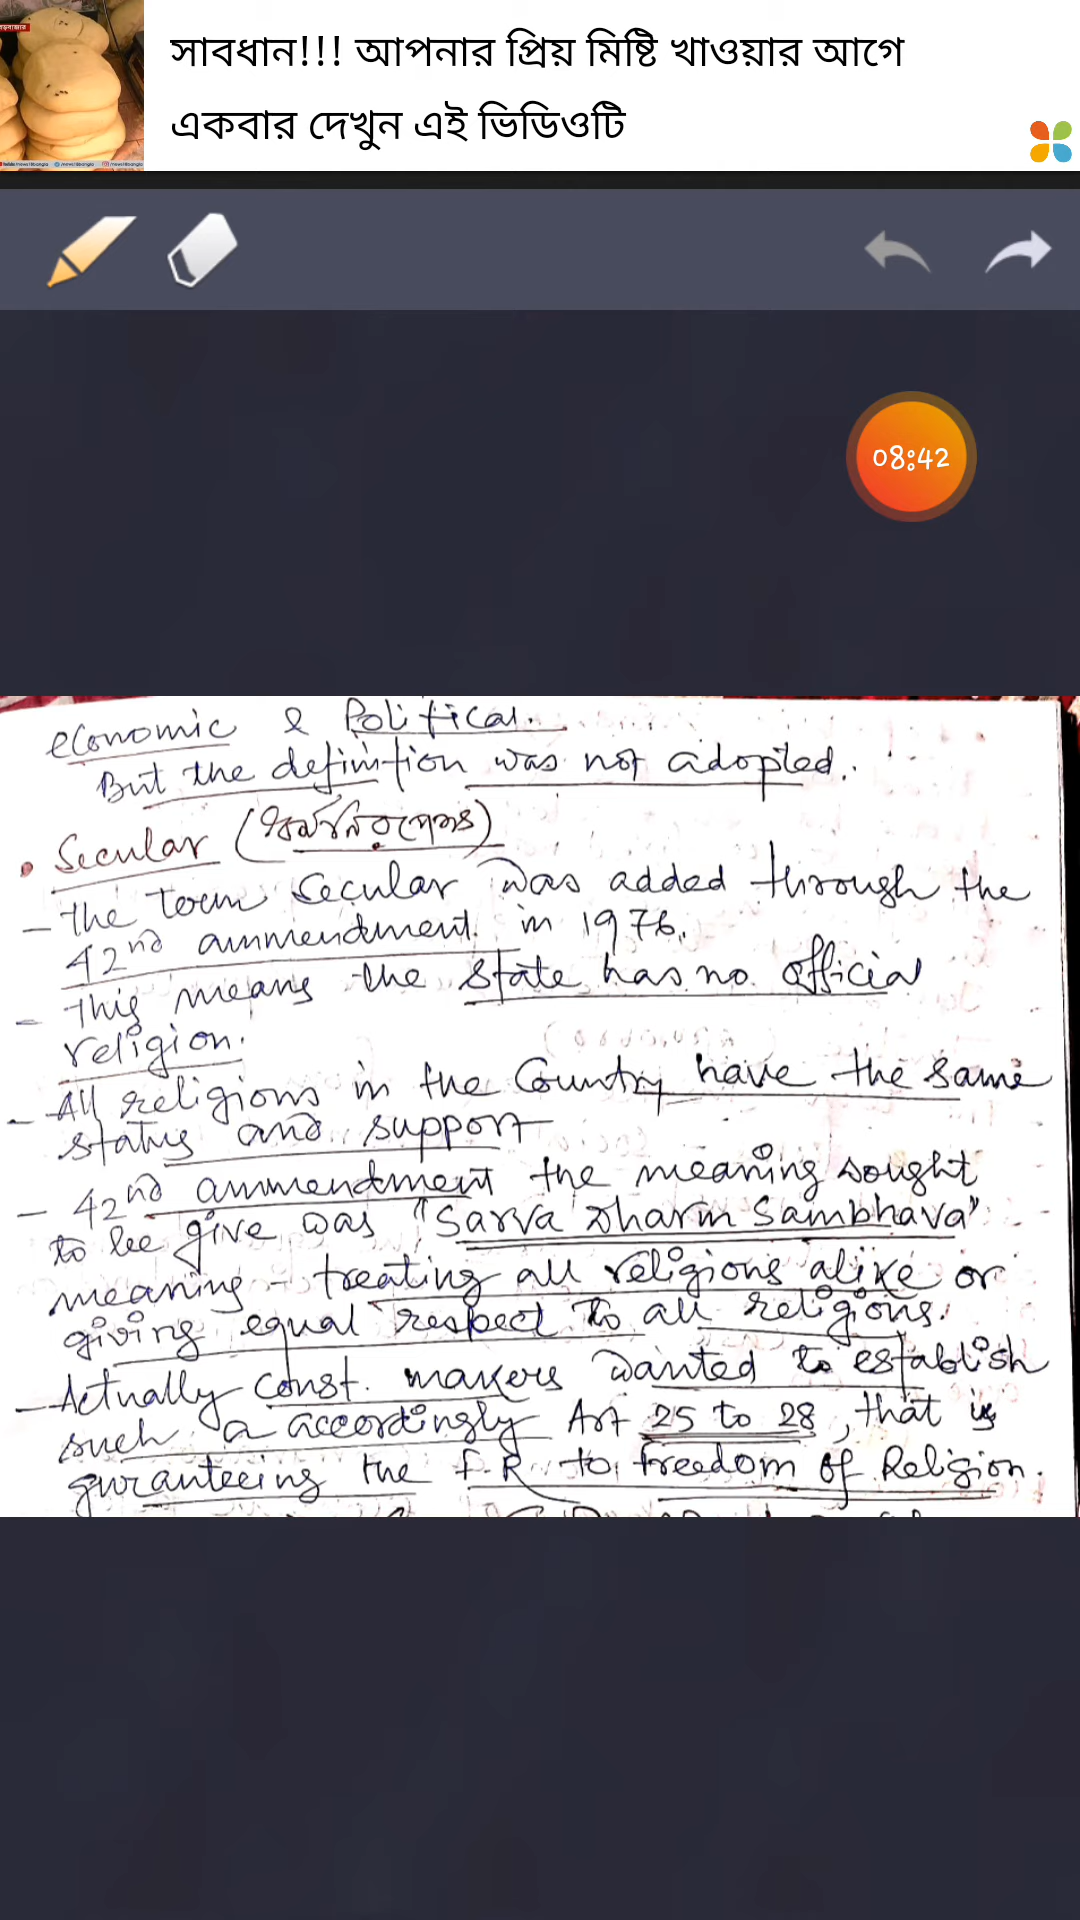 সাবধান!!! আপনার প্রিয় মিষ্টি খাওয়ার আগে
একবার দেখুন এই ভিডিওটি
08:42
economic & Political.
But the definition was not adopted.
• Secular (ধর্মনিরপেক্ষ)
- The term Secular was added through the
42nd ammendment in 1976.
- This means the state has no official
religion.
- All religions in the Country have the same
status and support
- 42nd ammendment the meaning sought
to be give was "Sarva Dharm Sambhava"
meaning - treating all religions alike or
giving equal respect to all religions.
- Actually const. makers wanted to establish
such a accordingly Art 25 to 28, that is
guranteeing the F.R to freedom of Religion.